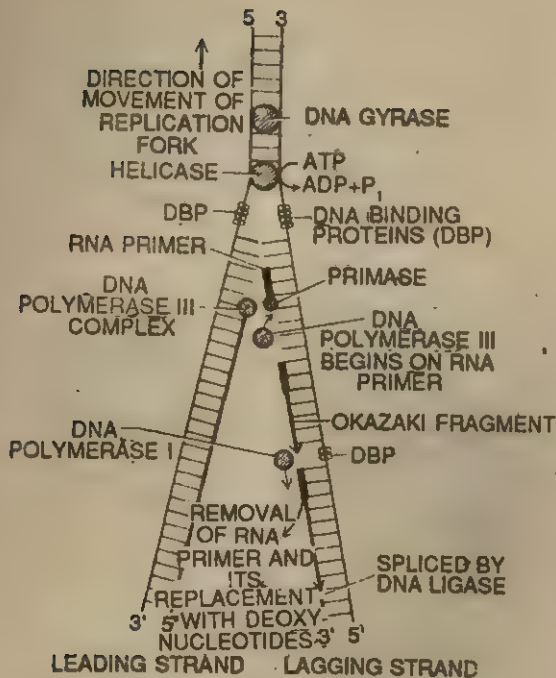 5 3
DIRECTION OF
MOVEMENT OF
REPLICATION
FORK
DNA GYRASE
HELICASE
ATP
ADP+P1
DBP
DNA BINDING
PROTEINS (DBP)
RNA PRIMER
PRIMASE
DNA
POLYMERASE III
COMPLEX
DNA
POLYMERASE III
BEGINS ON RNA
PRIMER
OKAZAKI FRAGMENT
DNA
POLYMERASE I
DBP
REMOVAL
OF RNA
PRIMER AND
ITS
REPLACEMENT
WITH DEOXY
NUCLEOTIDES
SPLICED BY
DNA LIGASE
3' 5' 3' 5'
LEADING STRAND LAGGING STRAND